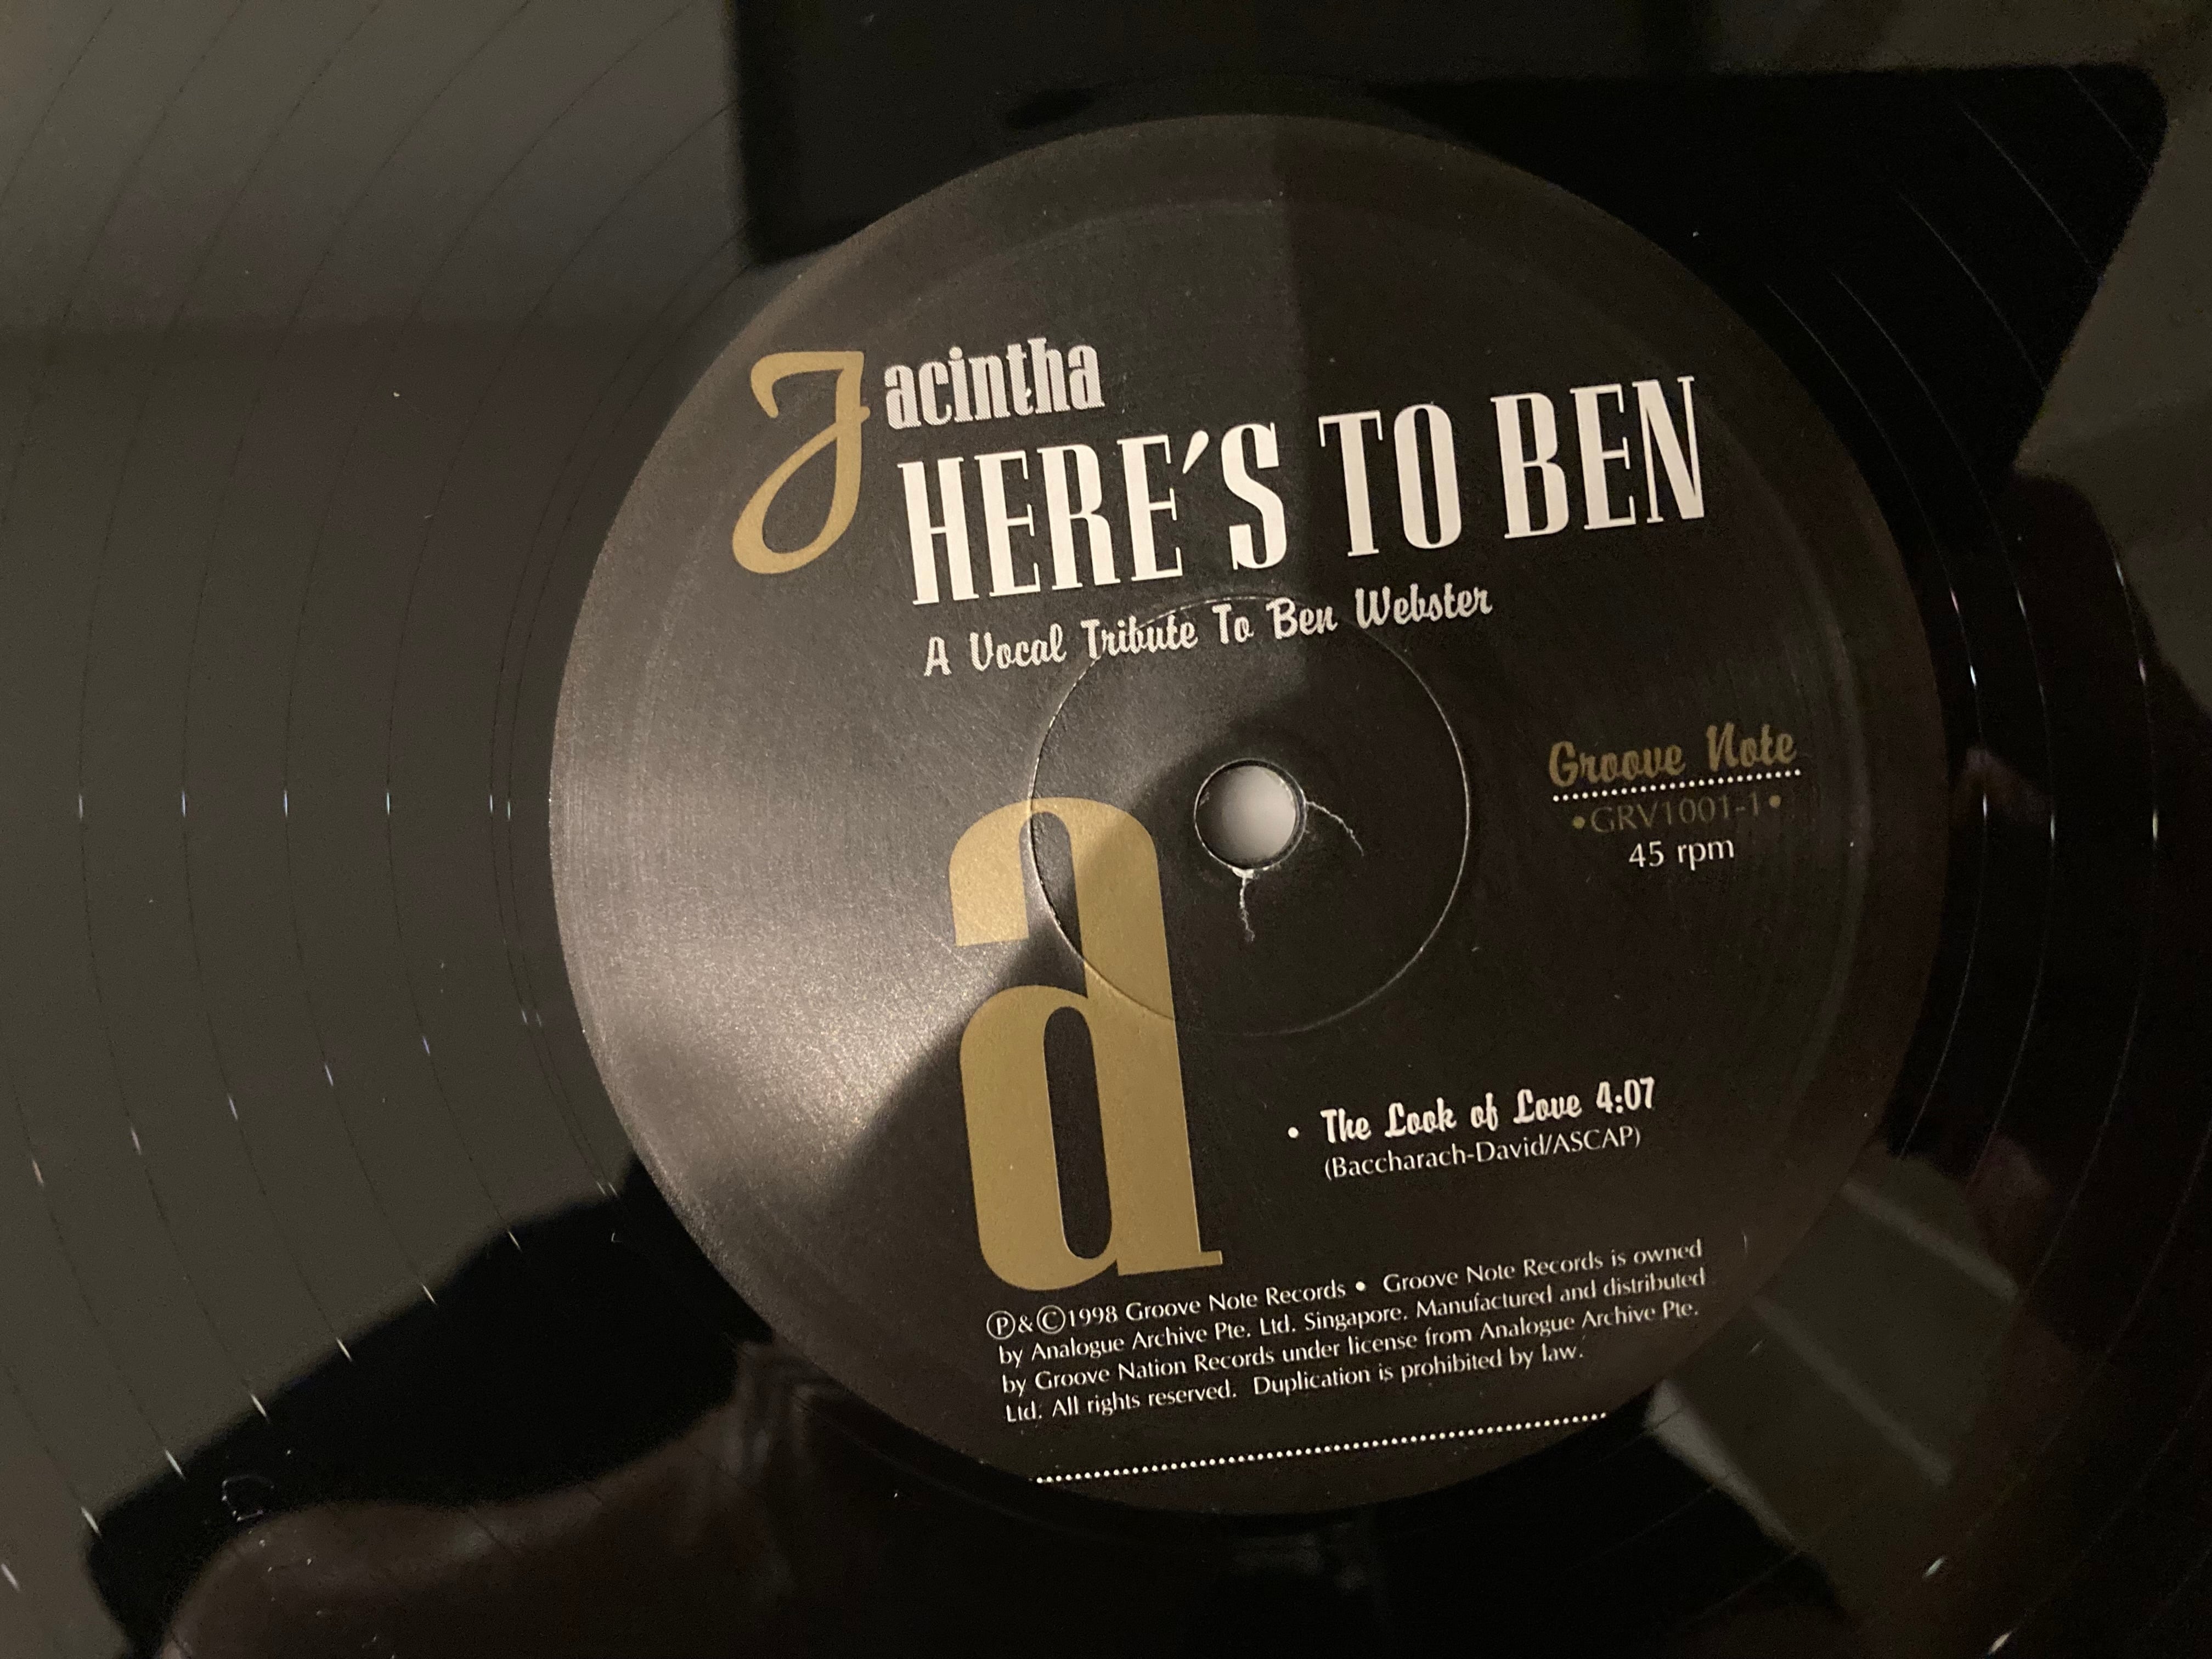 Jacintha
HERE'S TO BEN
A Vocal Tribute To Ben Webster
Groove Note
•GRV1001-1•
45 rpm
a
• The Look of Love 4:07
(Baccharach-David/ASCAP)
℗&©1998 Groove Note Records • Groove Note Records is owned
by Analogue Archive Pte. Ltd. Singapore. Manufactured and distributed
by Groove Nation Records under license from Analogue Archive Pte.
Ltd. All rights reserved. Duplication is prohibited by law.